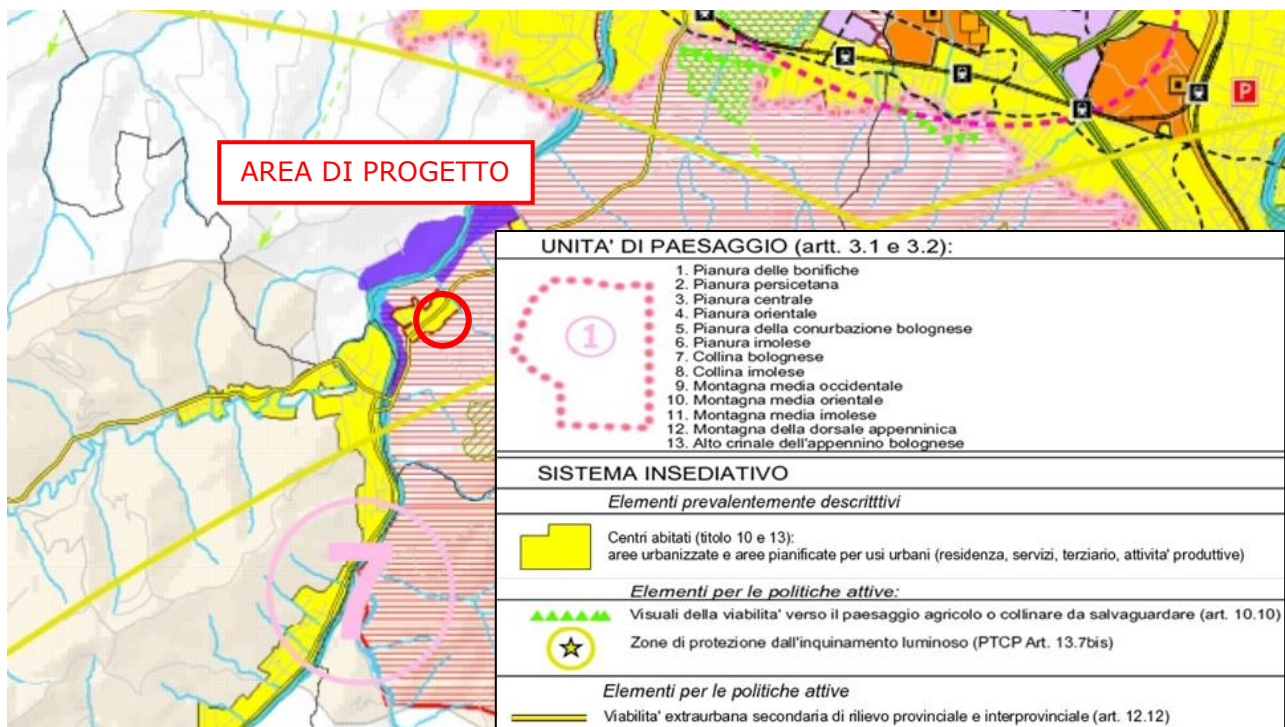 AREA DI PROGETTO
P
7
UNITA' DI PAESAGGIO (artt. 3.1 e 3.2):
1
1. Pianura delle bonifiche
2. Pianura persicetana
3. Pianura centrale
4. Pianura orientale
5. Pianura della conurbazione bolognese
6. Pianura imolese
7. Collina bolognese
8. Collina imolese
9. Montagna media occidentale
10. Montagna media orientale
11. Montagna media imolese
12. Montagna della dorsale appenninica
13. Alto crinale dell'appennino bolognese
SISTEMA INSEDIATIVO
Elementi prevalentemente descritttivi
Centri abitati (titolo 10 e 13):
aree urbanizzate e aree pianificate per usi urbani (residenza, servizi, terziario, attivita' produttive)
Elementi per le politiche attive:
Visuali della viabilita' verso il paesaggio agricolo o collinare da salvaguardare (art. 10.10)
Zone di protezione dall'inquinamento luminoso (PTCP Art. 13.7bis)
Elementi per le politiche attive
Viabilita' extraurbana secondaria di rilievo provinciale e interprovinciale (art. 12.12)